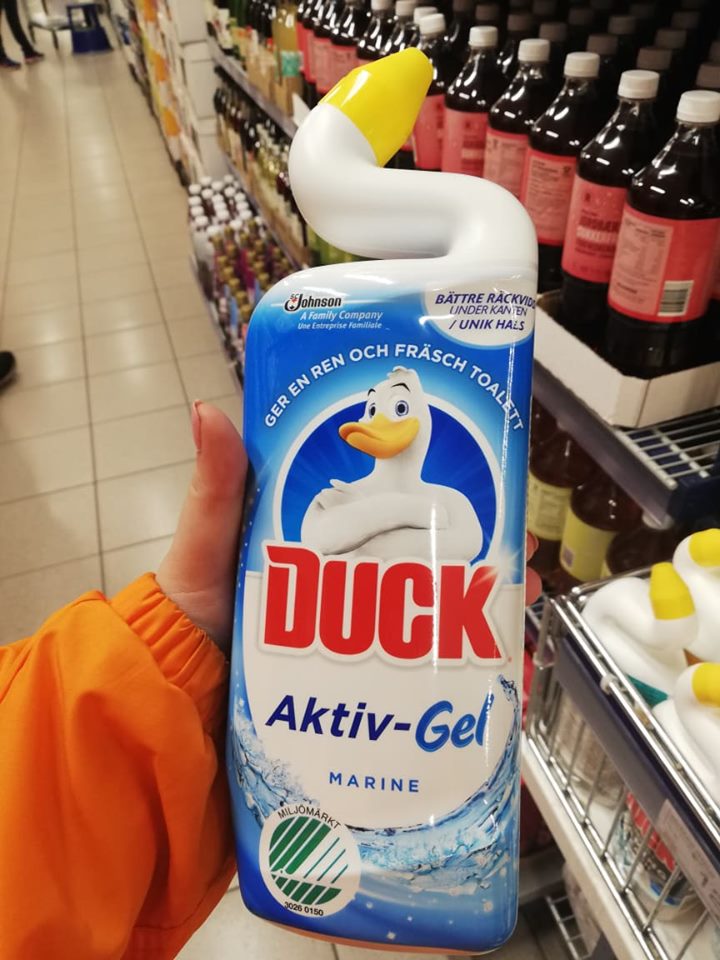 SC Johnson
A Family Company
Une Entreprise Familiale
BÄTTRE RÄCKVIDD
UNDER KANTEN
/ UNIK HALS
GER EN REN OCH FRÄSCH TOALETT
DUCK
Aktiv-Gel
MARINE
MILJÖMÄRKT
3026 0150